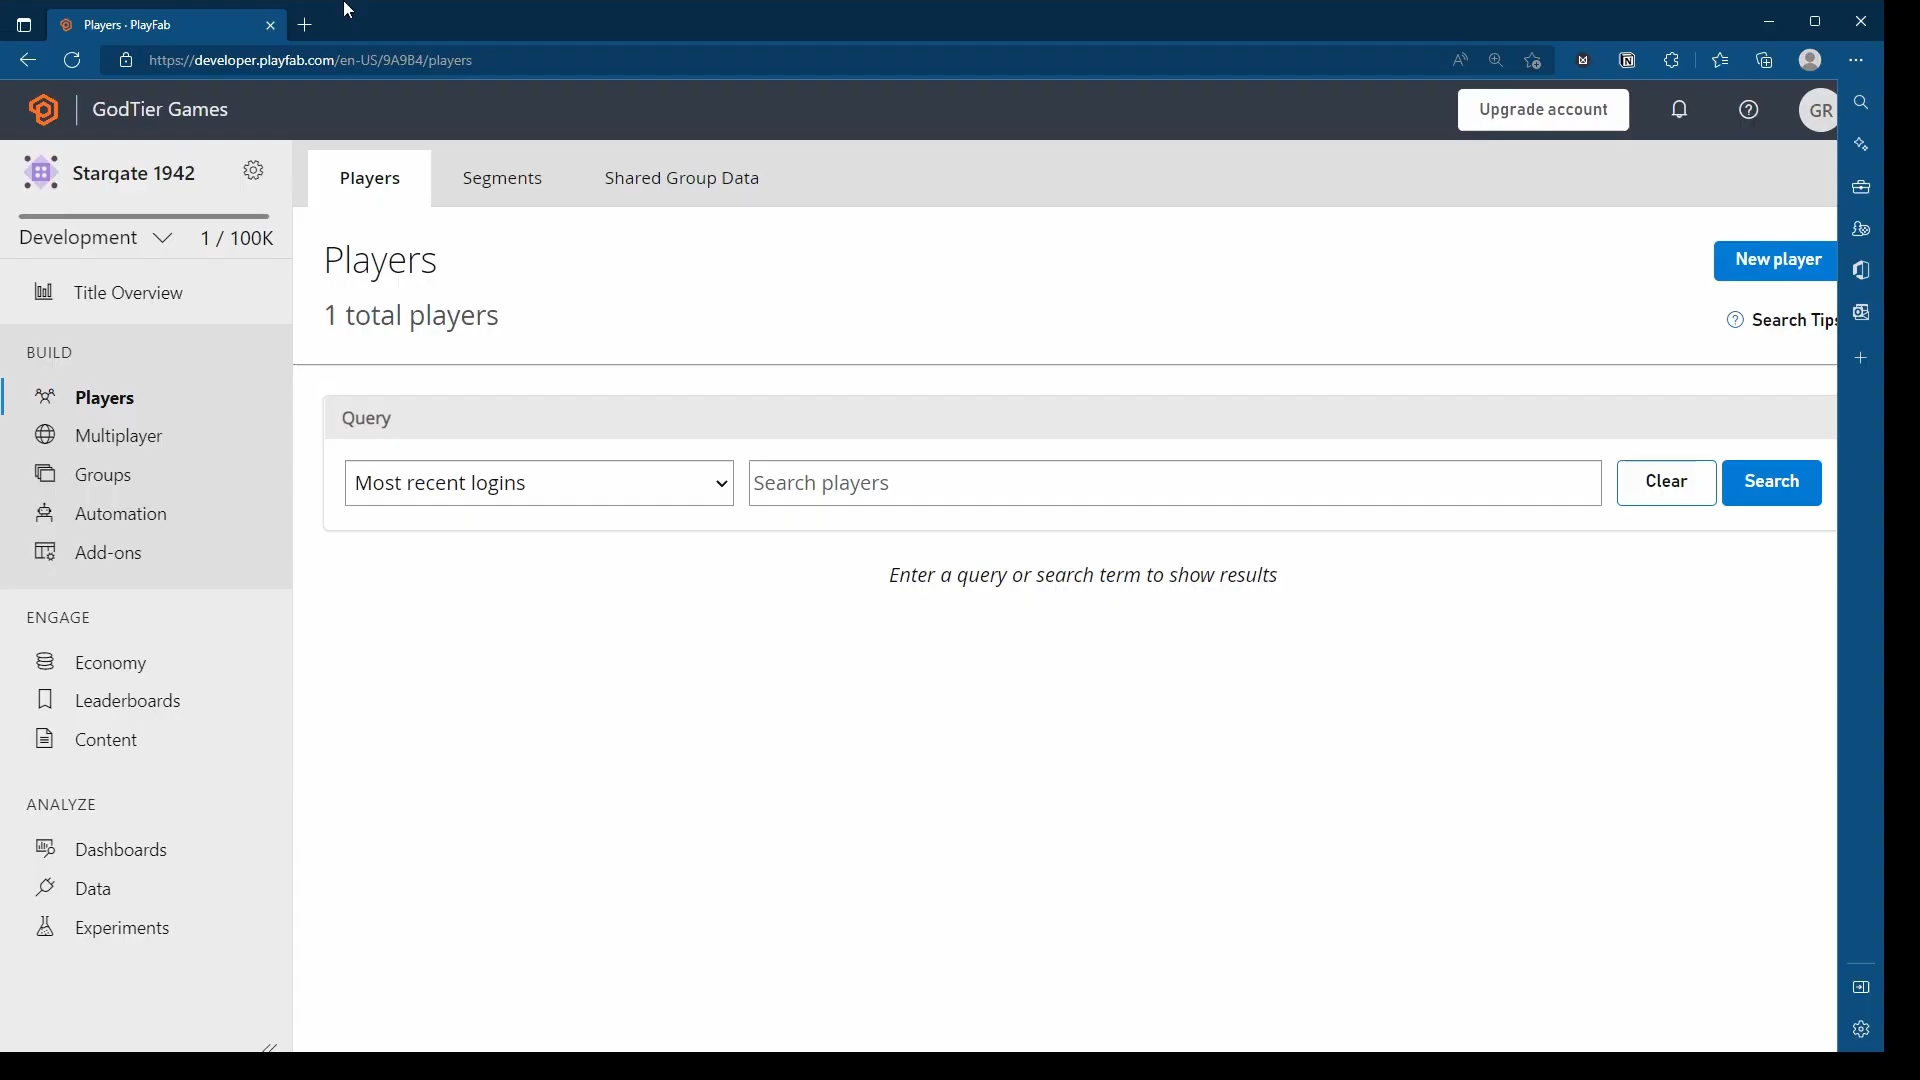 Players · PlayFab
https://developer.playfab.com/en-US/9A9B4/players
GodTier Games
Upgrade account
GR
Stargate 1942
Development
1 / 100K
Title Overview
BUILD
Players
Multiplayer
Groups
Automation
Add-ons
ENGAGE
Economy
Leaderboards
Content
ANALYZE
Dashboards
Data
Experiments
Players
Segments
Shared Group Data
Players
New player
1 total players
Search Tips
Query
Most recent logins
Search players
Clear
Search
Enter a query or search term to show results